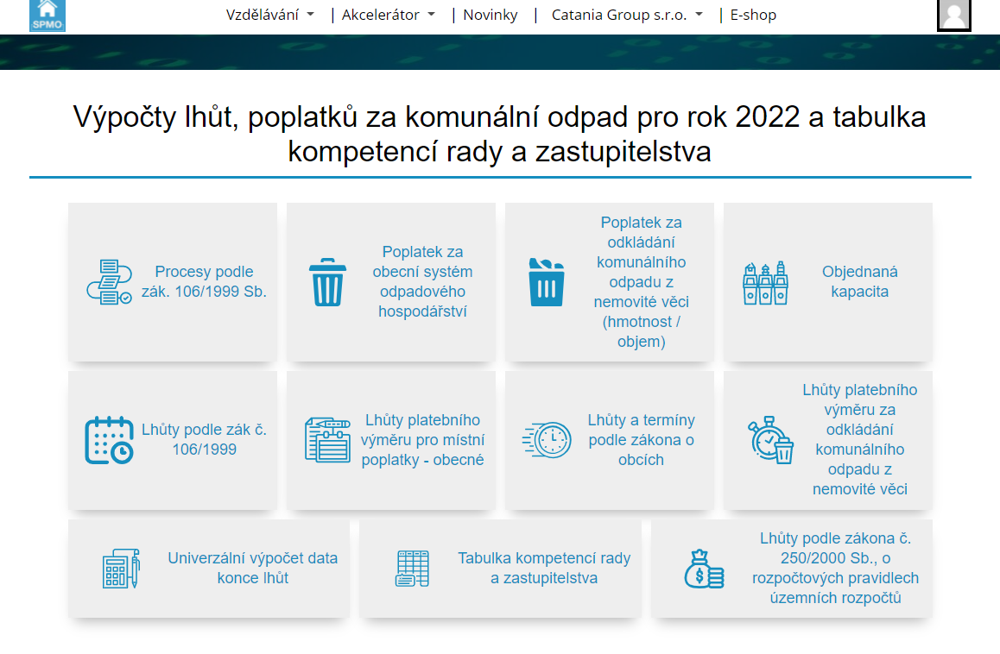 SPMO
Vzdělávání | Akcelerátor | Novinky | Catania Group s.r.o. | E-shop
Výpočty lhůt, poplatků za komunální odpad pro rok 2022 a tabulka
kompetencí rady a zastupitelstva
Procesy podle
zák. 106/1999 Sb.
Poplatek za
obecní systém
odpadového
hospodářství
Poplatek za
odkládání
komunálního
odpadu z
nemovité věci
(hmotnost /
objem)
Objednaná
kapacita
Lhůty podle zák č.
106/1999
Lhůty platebního
výměru pro místní
poplatky - obecné
Lhůty a termíny
podle zákona o
obcích
Lhůty platebního
výměru za
odkládání
komunálního
odpadu z
nemovité věci
Univerzální výpočet data
konce lhůt
Tabulka kompetencí rady
a zastupitelstva
Lhůty podle zákona č.
250/2000 Sb., o
rozpočtových pravidlech
územních rozpočtů